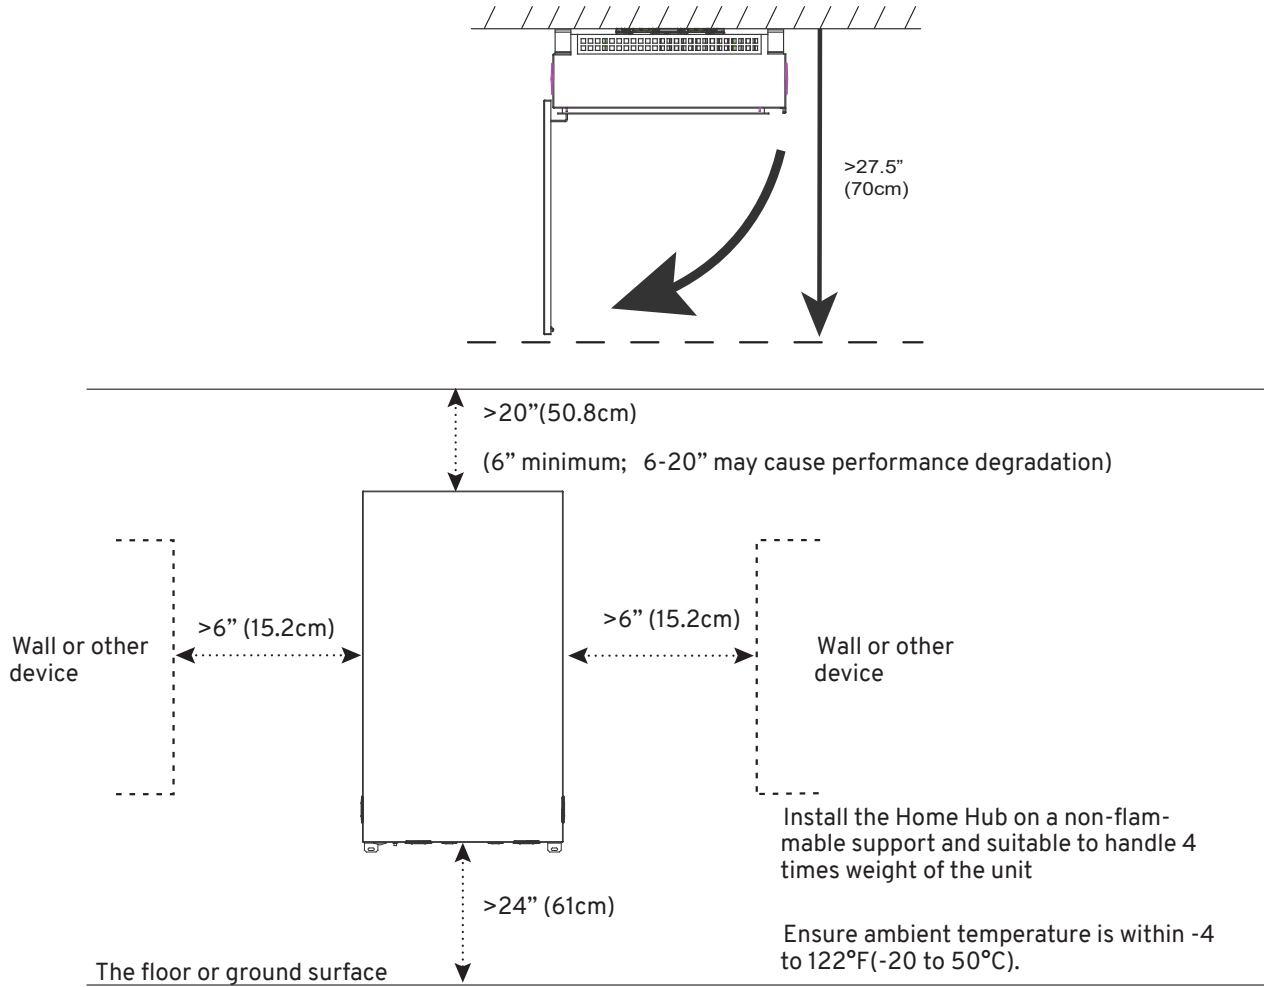 >27.5”
(70cm)
>20”(50.8cm)
(6” minimum; 6-20” may cause performance degradation)
>6” (15.2cm)
>6” (15.2cm)
Wall or other
device
Wall or other
device
Install the Home Hub on a non-flam-
mable support and suitable to handle 4
times weight of the unit
>24” (61cm)
Ensure ambient temperature is within -4
to 122°F(-20 to 50°C).
The floor or ground surface